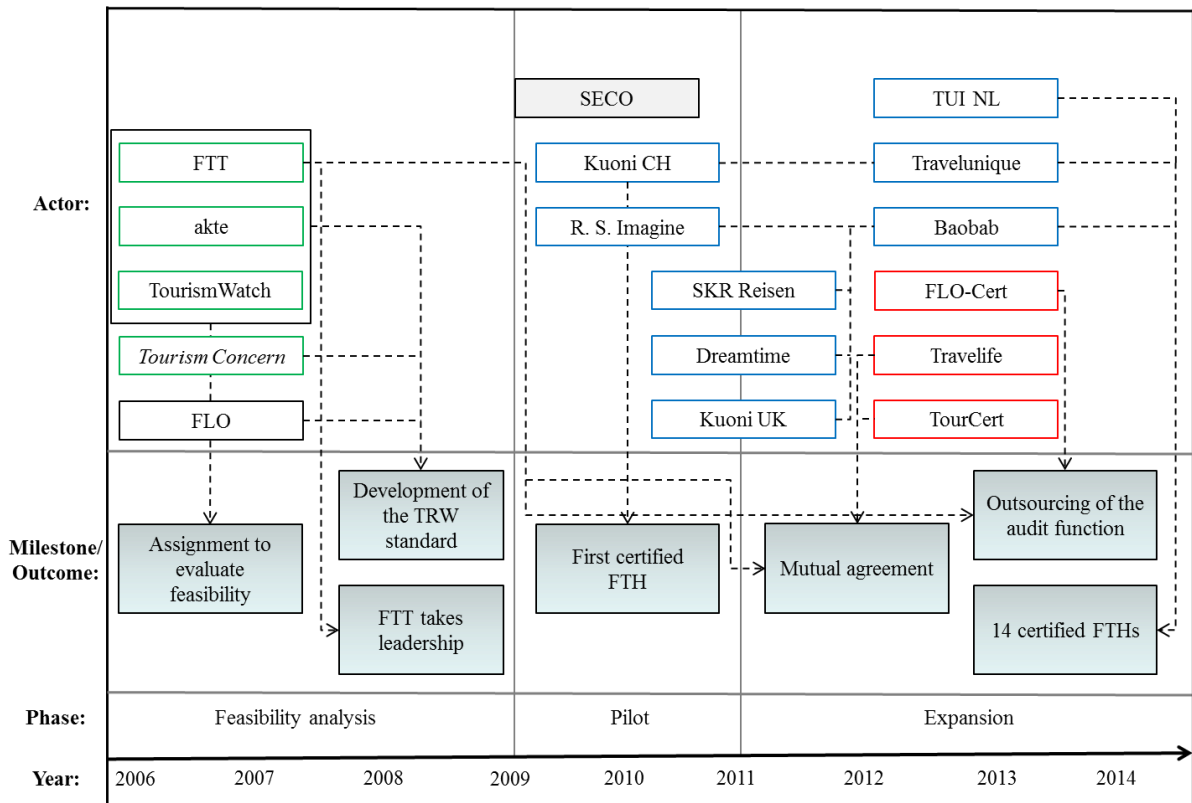 SECO
TUI NL
FTT
Kuoni CH
Travelunique
Actor:
akte
R. S. Imagine
Baobab
TourismWatch
SKR Reisen
FLO-Cert
Tourism Concern
Dreamtime
Travelife
FLO
Kuoni UK
TourCert
Milestone/
Outcome:
Assignment to
evaluate
feasibility
Development of
the TRW
standard
FTT takes
leadership
First certified
FTH
Mutual agreement
Outsourcing of the
audit function
14 certified FTHs
Phase:
Feasibility analysis
Pilot
Expansion
Year:
2006
2007
2008
2009
2010
2011
2012
2013
2014